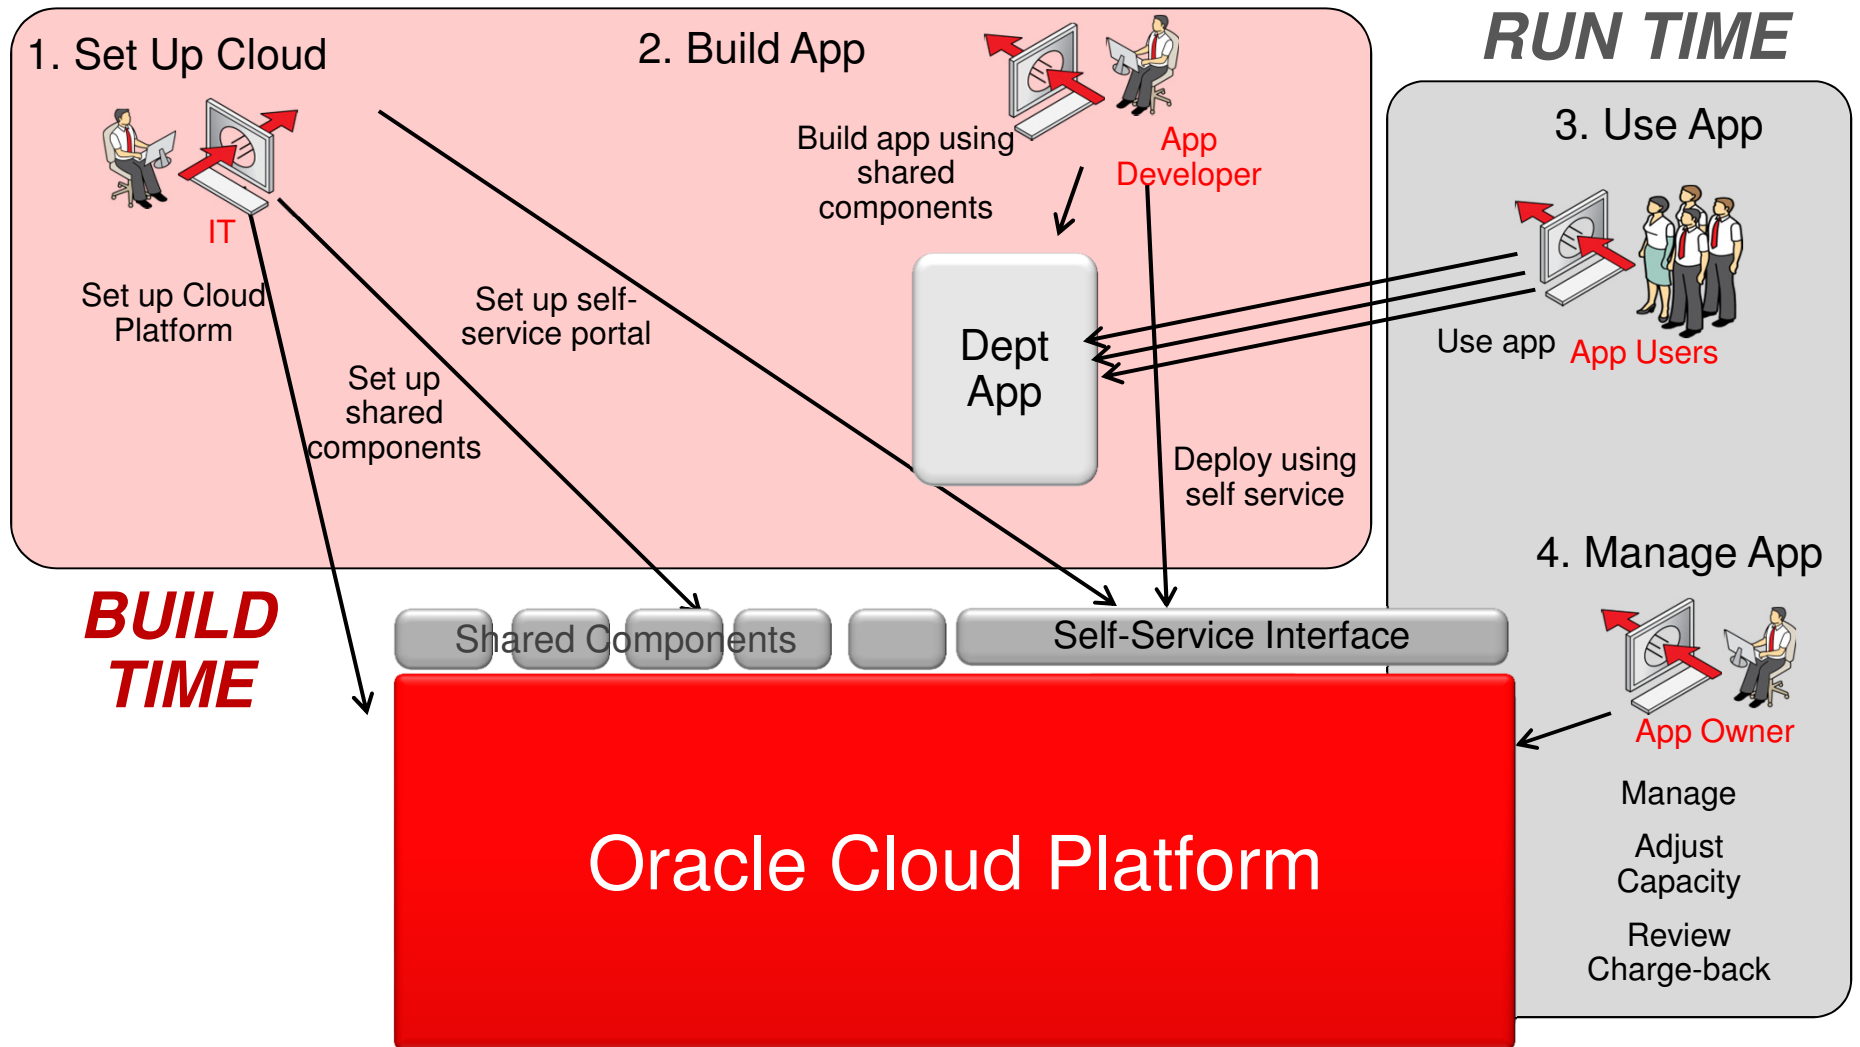 1. Set Up Cloud
IT
Set up Cloud
Platform
Set up
shared
components
Set up self-
service portal
2. Build App
Build app using
shared
components
App
Developer
Dept
App
Deploy using
self service
BUILD
TIME
RUN TIME
3. Use App
Use app
App Users
4. Manage App
App Owner
Manage
Adjust
Capacity
Review
Charge-back
Shared Components
Self-Service Interface
Oracle Cloud Platform